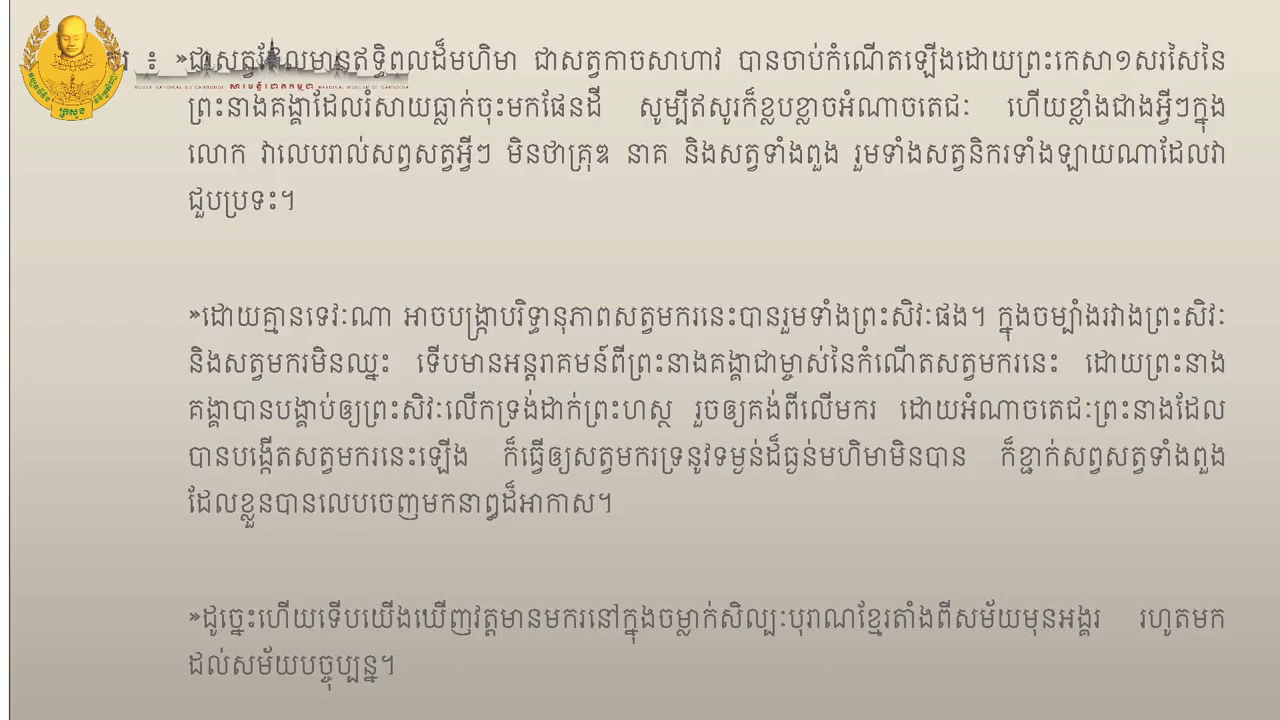 ករ ៖ »ជាសត្វដែលមានឥទ្ធិពលដ៏មហិមា ជាសត្វកាចសាហាវ បានចាប់កំណើតឡើងដោយព្រះកេសា១សរសៃនៃ
សារមន្ទីរជាតិកម្ពុជា
MUSEE NATIONAL DU CAMBODGE NATIONAL MUSEUM OF CAMBODIA
ព្រះនាងគង្គាដែលរំសាយធ្លាក់ចុះមកផែនដី សូម្បីឥសូរក៏ខ្លបខ្លាចអំណាចតេជៈ ហើយខ្លាំងជាងអ្វីៗក្នុង
លោក វាលេបរាល់សព្វសត្វអ្វីៗ មិនថាគ្រុឌ នាគ និងសត្វទាំងពួង រួមទាំងសត្វនិករទាំងឡាយណាដែលវា
ជួបប្រទះ។
»ដោយគ្មានទេវៈណា អាចបង្ក្រាបរិទ្ធានុភាពសត្វមករនេះបានរួមទាំងព្រះសិវៈផង។ ក្នុងចម្បាំងរវាងព្រះសិវៈ
និងសត្វមករមិនឈ្នះ ទើបមានអន្តរាគមន៍ពីព្រះនាងគង្គាជាម្ចាស់នៃកំណើតសត្វមករនេះ ដោយព្រះនាង
គង្គាបានបង្គាប់ឲ្យព្រះសិវៈលើកទ្រង់ដាក់ព្រះហស្ថ រួចឲ្យគង់ពីលើមករ ដោយអំណាចតេជៈព្រះនាងដែល
បានបង្កើតសត្វមករនេះឡើង ក៏ធ្វើឲ្យសត្វមករទ្រនូវទម្ងន់ដ៏ធ្ងន់មហិមាមិនបាន ក៏ខ្ជាក់សព្វសត្វទាំងពួង
ដែលខ្លួនបានលេបចេញមកនាឰដ៏អាកាស។
»ដូច្នេះហើយទើបយើងឃើញវត្តមានមករនៅក្នុងចម្លាក់សិល្បៈបុរាណខ្មែរតាំងពីសម័យមុនអង្គរ រហូតមក
ដល់សម័យបច្ចុប្បន្ន។